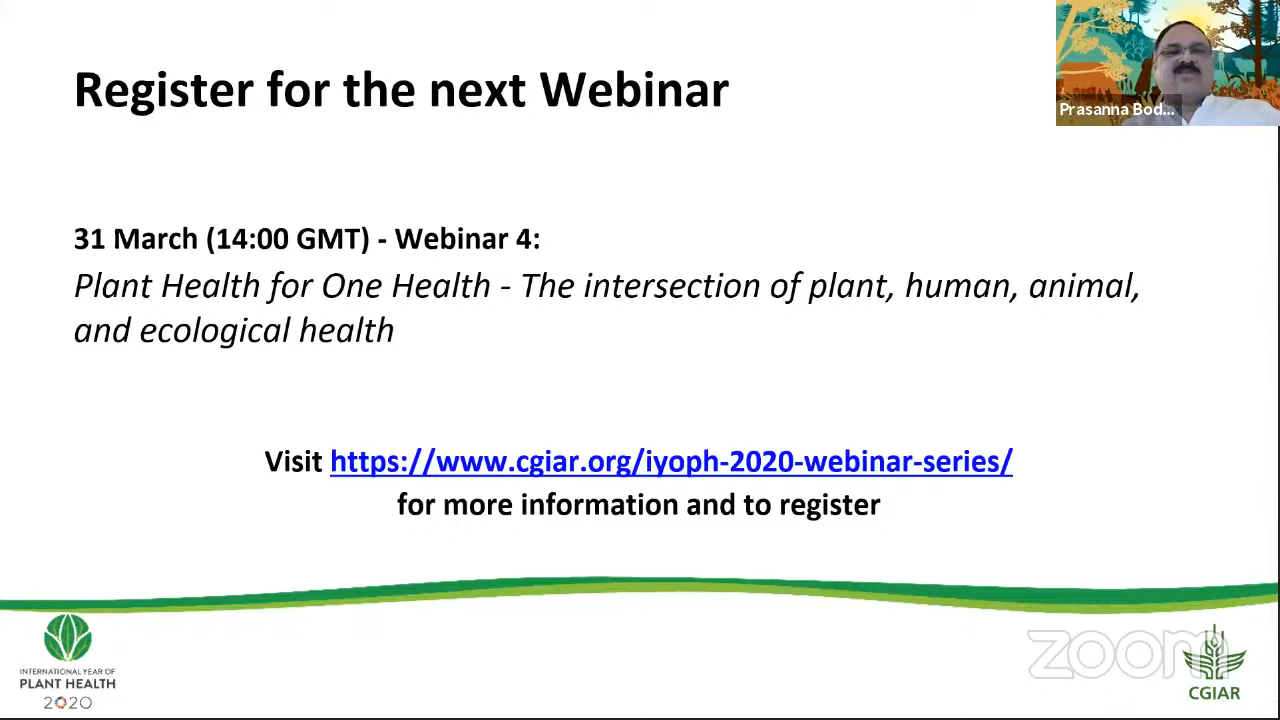 Register for the next Webinar
Prasanna Bod...
31 March (14:00 GMT) - Webinar 4:
Plant Health for One Health - The intersection of plant, human, animal,
and ecological health
Visit https://www.cgiar.org/iyoph-2020-webinar-series/
for more information and to register
INTERNATIONAL YEAR OF
PLANT HEALTH
2020
zoom
CGIAR